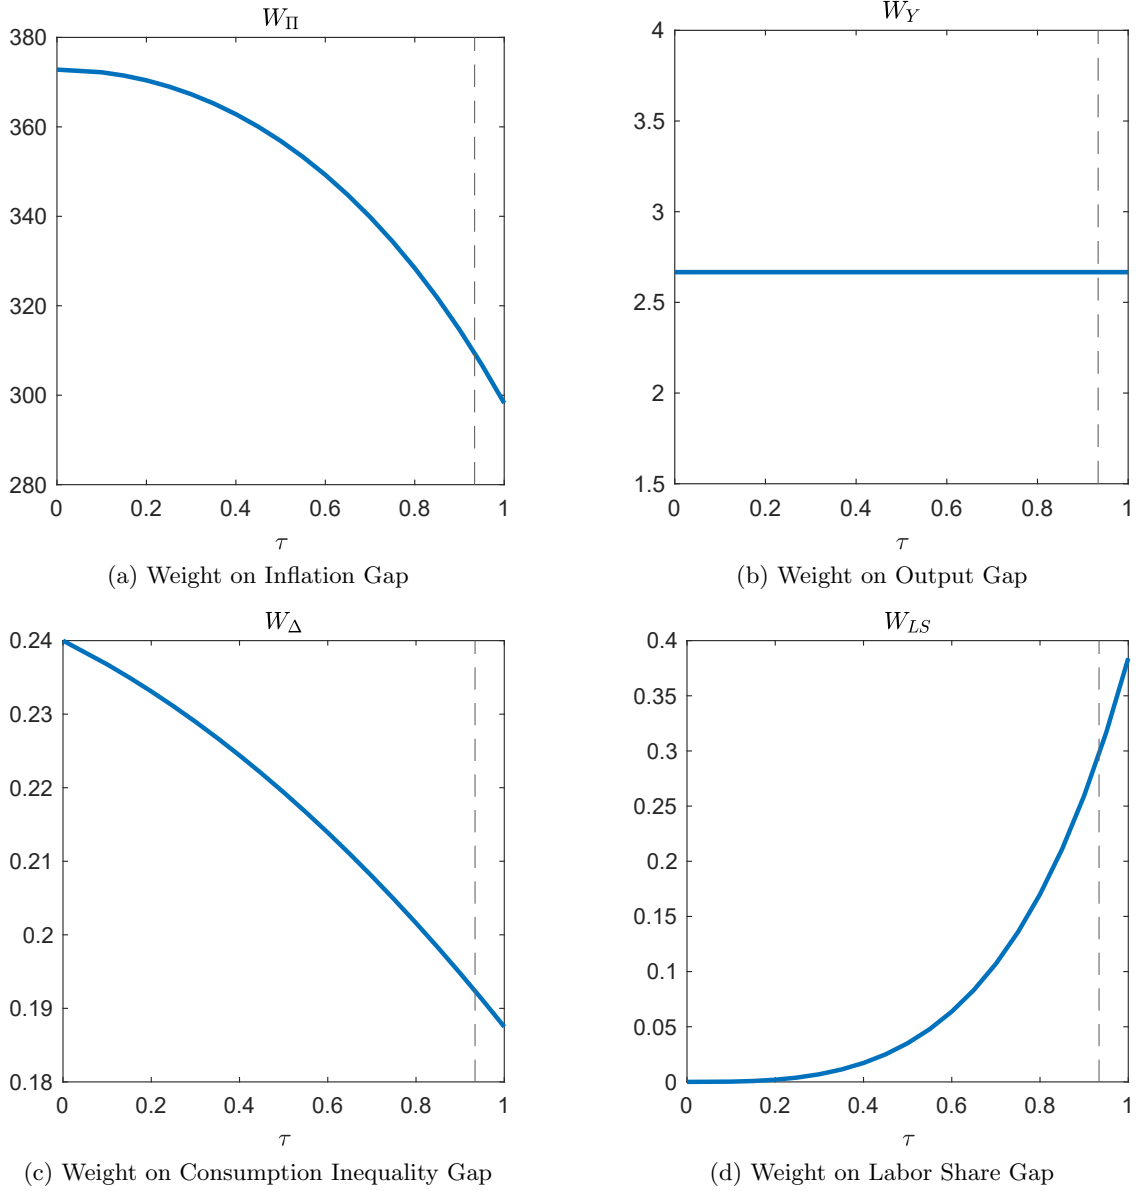 W_Π
380
360
340
320
300
280
0 0.2 0.4 0.6 0.8 1
τ
(a) Weight on Inflation Gap
W_Y
4
3.5
3
2.5
2
1.5
0 0.2 0.4 0.6 0.8 1
τ
(b) Weight on Output Gap
W_Δ
0.24
0.23
0.22
0.21
0.2
0.19
0.18
0 0.2 0.4 0.6 0.8 1
τ
(c) Weight on Consumption Inequality Gap
W_{LS}
0.4
0.35
0.3
0.25
0.2
0.15
0.1
0.05
0
0 0.2 0.4 0.6 0.8 1
τ
(d) Weight on Labor Share Gap